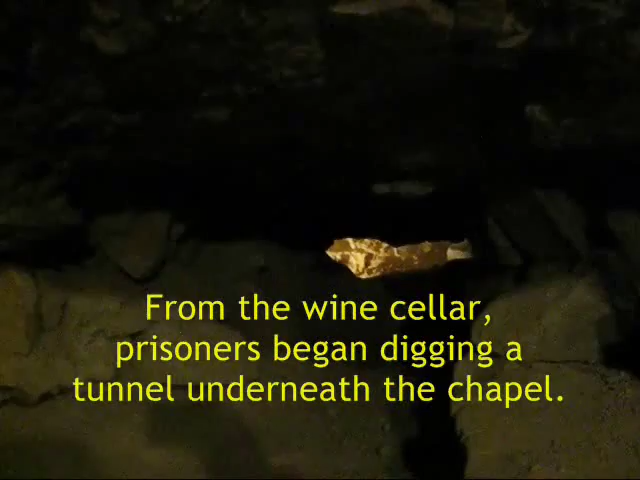 From the wine cellar,
prisoners began digging a
tunnel underneath the chapel.